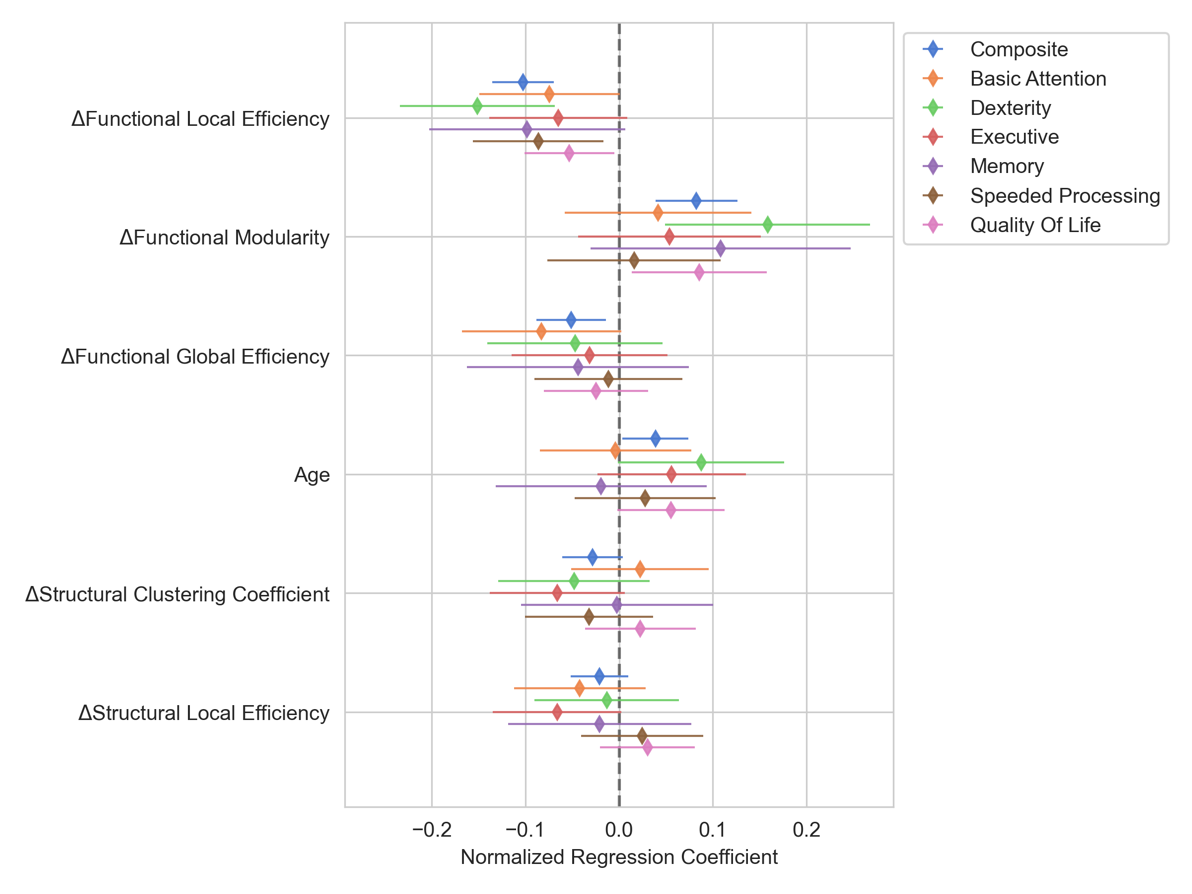 Composite
Basic Attention
Dexterity
Executive
Memory
Speeded Processing
Quality Of Life
ΔFunctional Local Efficiency
ΔFunctional Modularity
ΔFunctional Global Efficiency
Age
ΔStructural Clustering Coefficient
ΔStructural Local Efficiency
−0.2 −0.1 0.0 0.1 0.2
Normalized Regression Coefficient